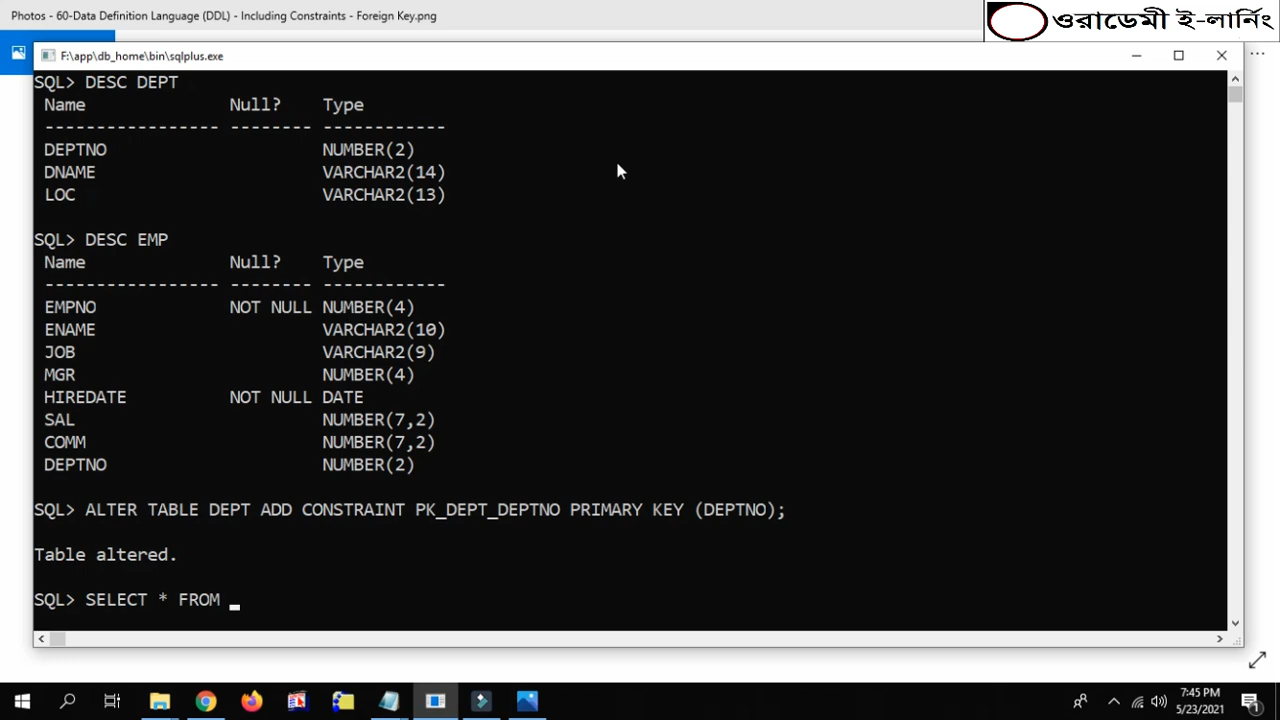 Photos - 60-Data Definition Language (DDL) - Including Constraints - Foreign Key.png
ওরাডেমী ই-লার্নিং
F:\app\db_home\bin\sqlplus.exe
SQL> DESC DEPT
Name Null? Type
----------------- -------- ------------
DEPTNO NUMBER(2)
DNAME VARCHAR2(14)
LOC VARCHAR2(13)
SQL> DESC EMP
Name Null? Type
----------------- -------- ------------
EMPNO NOT NULL NUMBER(4)
ENAME VARCHAR2(10)
JOB VARCHAR2(9)
MGR NUMBER(4)
HIREDATE NOT NULL DATE
SAL NUMBER(7,2)
COMM NUMBER(7,2)
DEPTNO NUMBER(2)
SQL> ALTER TABLE DEPT ADD CONSTRAINT PK_DEPT_DEPTNO PRIMARY KEY (DEPTNO);
Table altered.
SQL> SELECT * FROM _
7:45 PM
5/23/2021